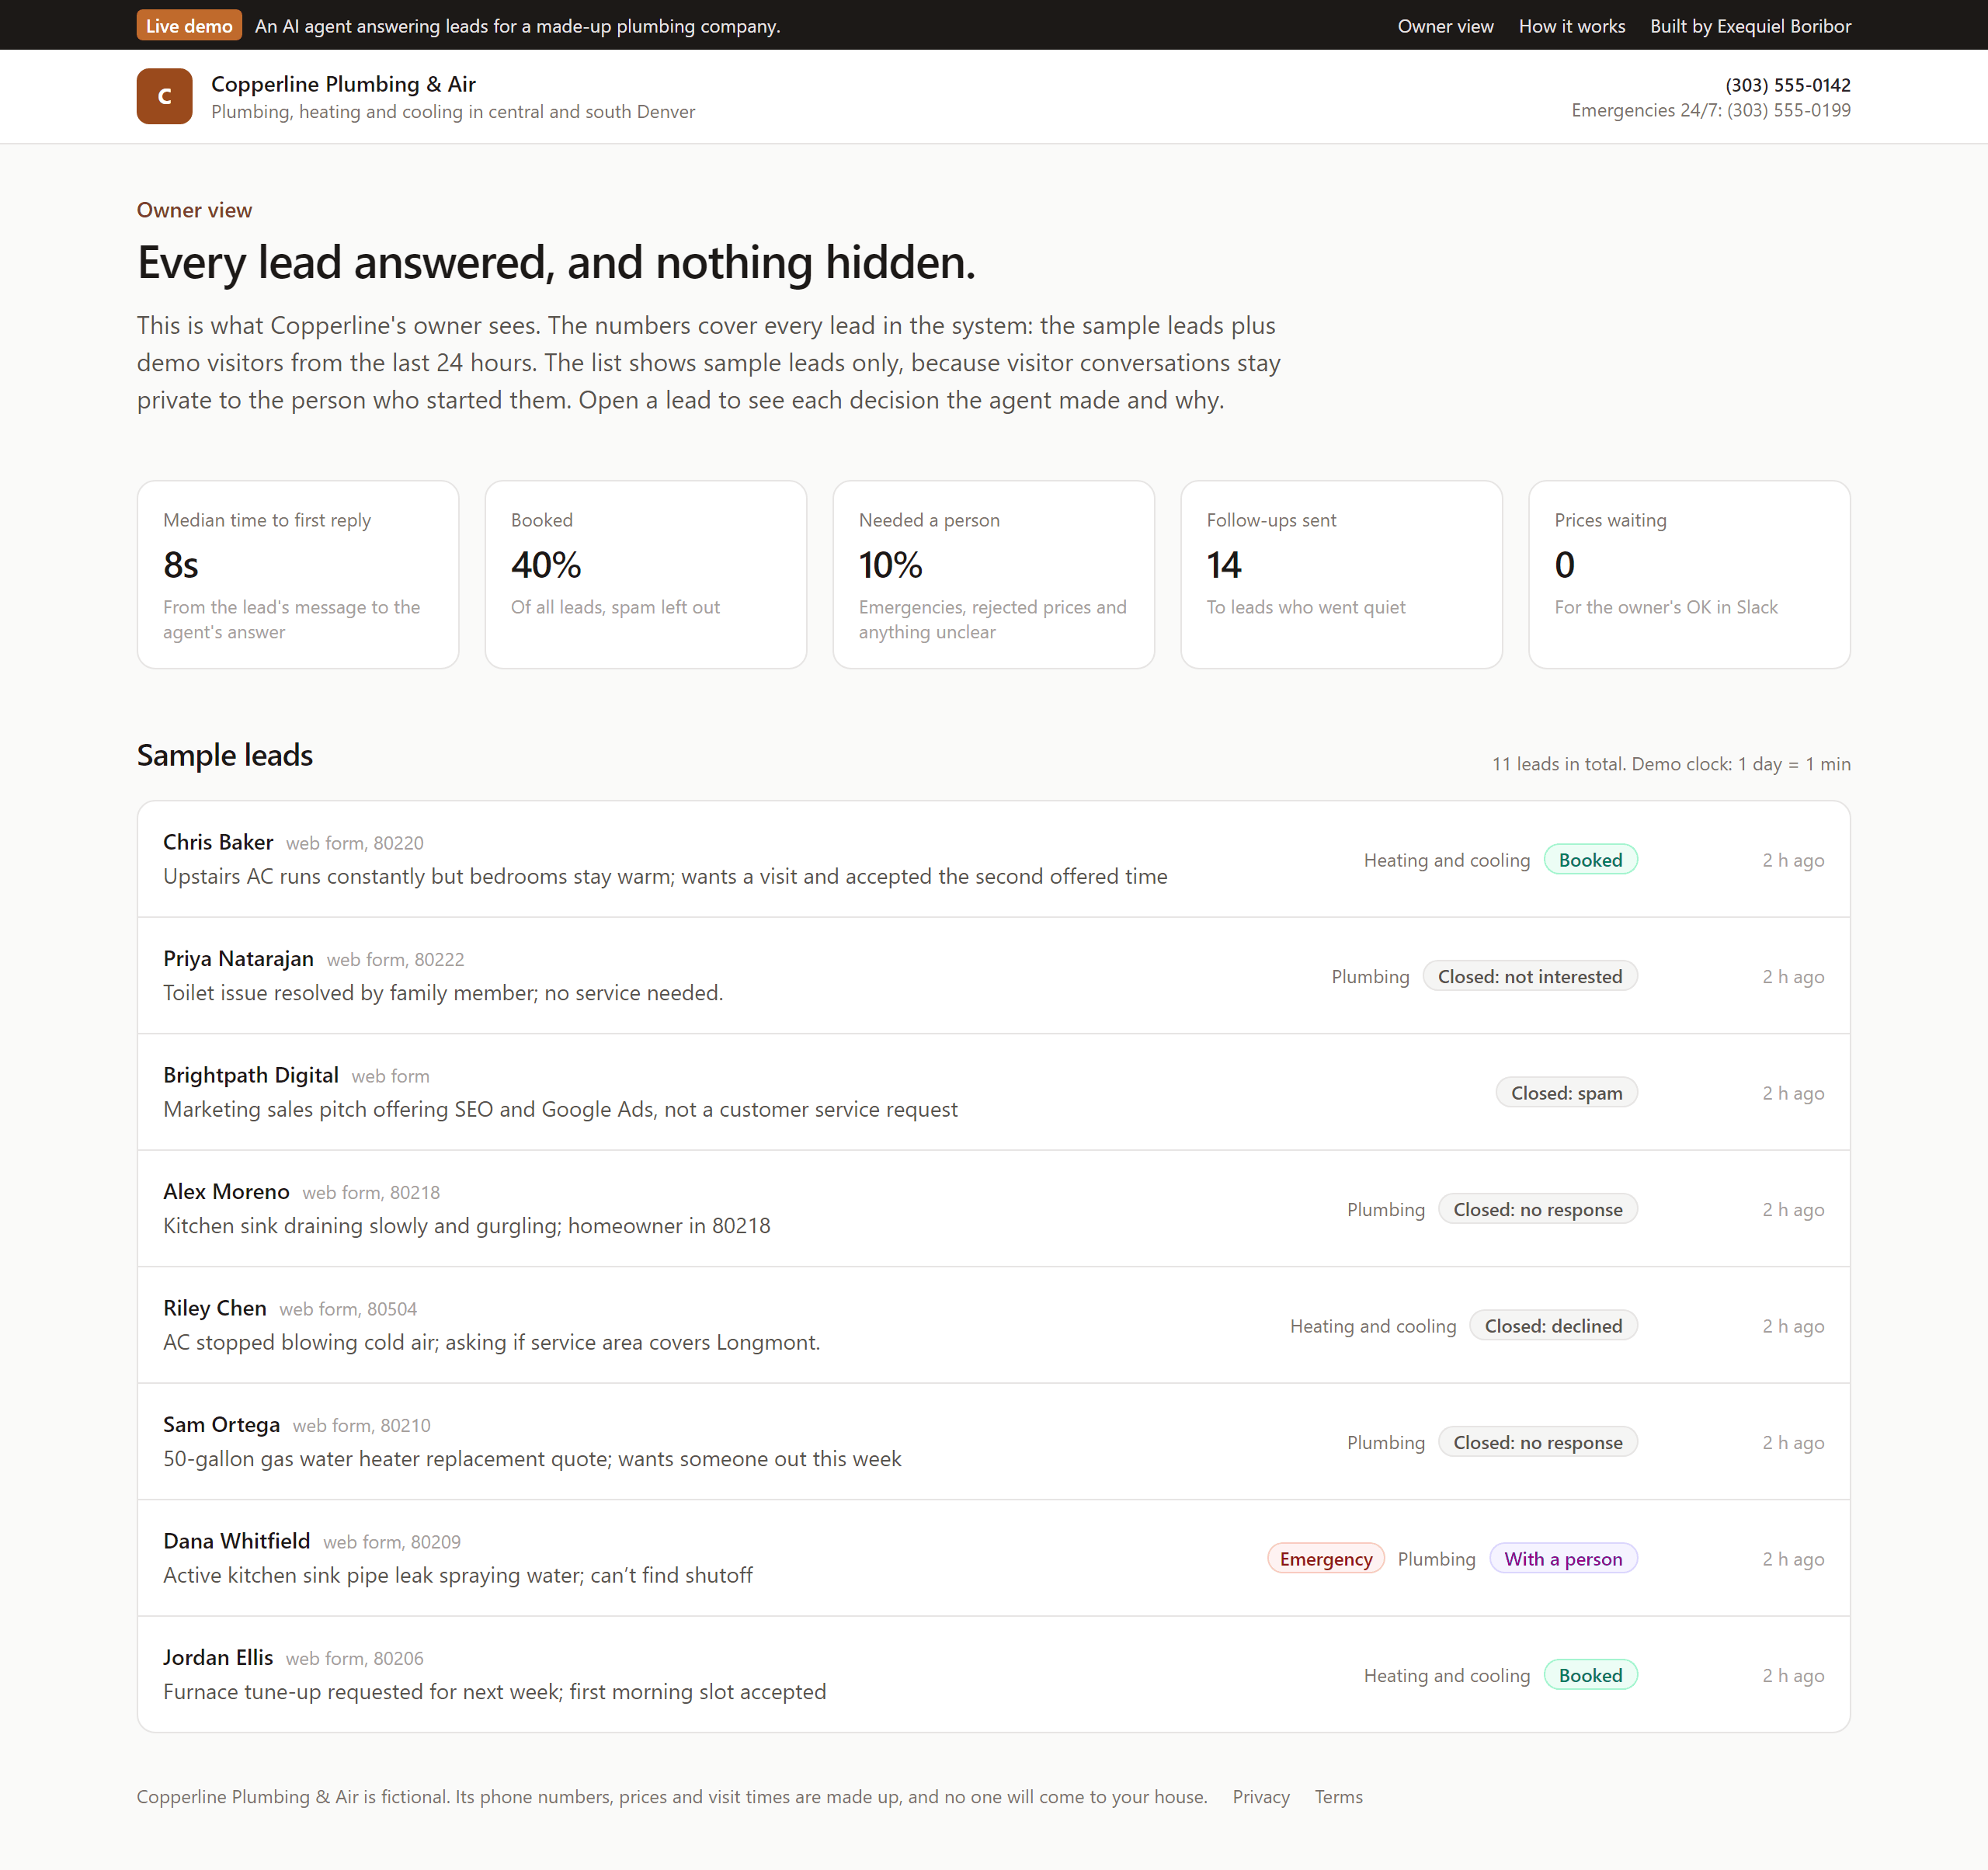 Live demo An AI agent answering leads for a made-up plumbing company. Owner view How it works Built by Exequiel Boribor
C
Copperline Plumbing & Air
Plumbing, heating and cooling in central and south Denver
(303) 555-0142
Emergencies 24/7: (303) 555-0199
Owner view
Every lead answered, and nothing hidden.
This is what Copperline's owner sees. The numbers cover every lead in the system: the sample leads plus
demo visitors from the last 24 hours. The list shows sample leads only, because visitor conversations stay
private to the person who started them. Open a lead to see each decision the agent made and why.
Median time to first reply
8s
From the lead's message to the
agent's answer
Booked
40%
Of all leads, spam left out
Needed a person
10%
Emergencies, rejected prices and
anything unclear
Follow-ups sent
14
To leads who went quiet
Prices waiting
0
For the owner's OK in Slack
Sample leads
11 leads in total. Demo clock: 1 day = 1 min
Chris Baker web form, 80220
Upstairs AC runs constantly but bedrooms stay warm; wants a visit and accepted the second offered time
Heating and cooling Booked 2 h ago
Priya Natarajan web form, 80222
Toilet issue resolved by family member; no service needed.
Plumbing Closed: not interested 2 h ago
Brightpath Digital web form
Marketing sales pitch offering SEO and Google Ads, not a customer service request
Closed: spam 2 h ago
Alex Moreno web form, 80218
Kitchen sink draining slowly and gurgling; homeowner in 80218
Plumbing Closed: no response 2 h ago
Riley Chen web form, 80504
AC stopped blowing cold air; asking if service area covers Longmont.
Heating and cooling Closed: declined 2 h ago
Sam Ortega web form, 80210
50-gallon gas water heater replacement quote; wants someone out this week
Plumbing Closed: no response 2 h ago
Dana Whitfield web form, 80209
Active kitchen sink pipe leak spraying water; can’t find shutoff
Emergency Plumbing With a person 2 h ago
Jordan Ellis web form, 80206
Furnace tune-up requested for next week; first morning slot accepted
Heating and cooling Booked 2 h ago
Copperline Plumbing & Air is fictional. Its phone numbers, prices and visit times are made up, and no one will come to your house. Privacy Terms